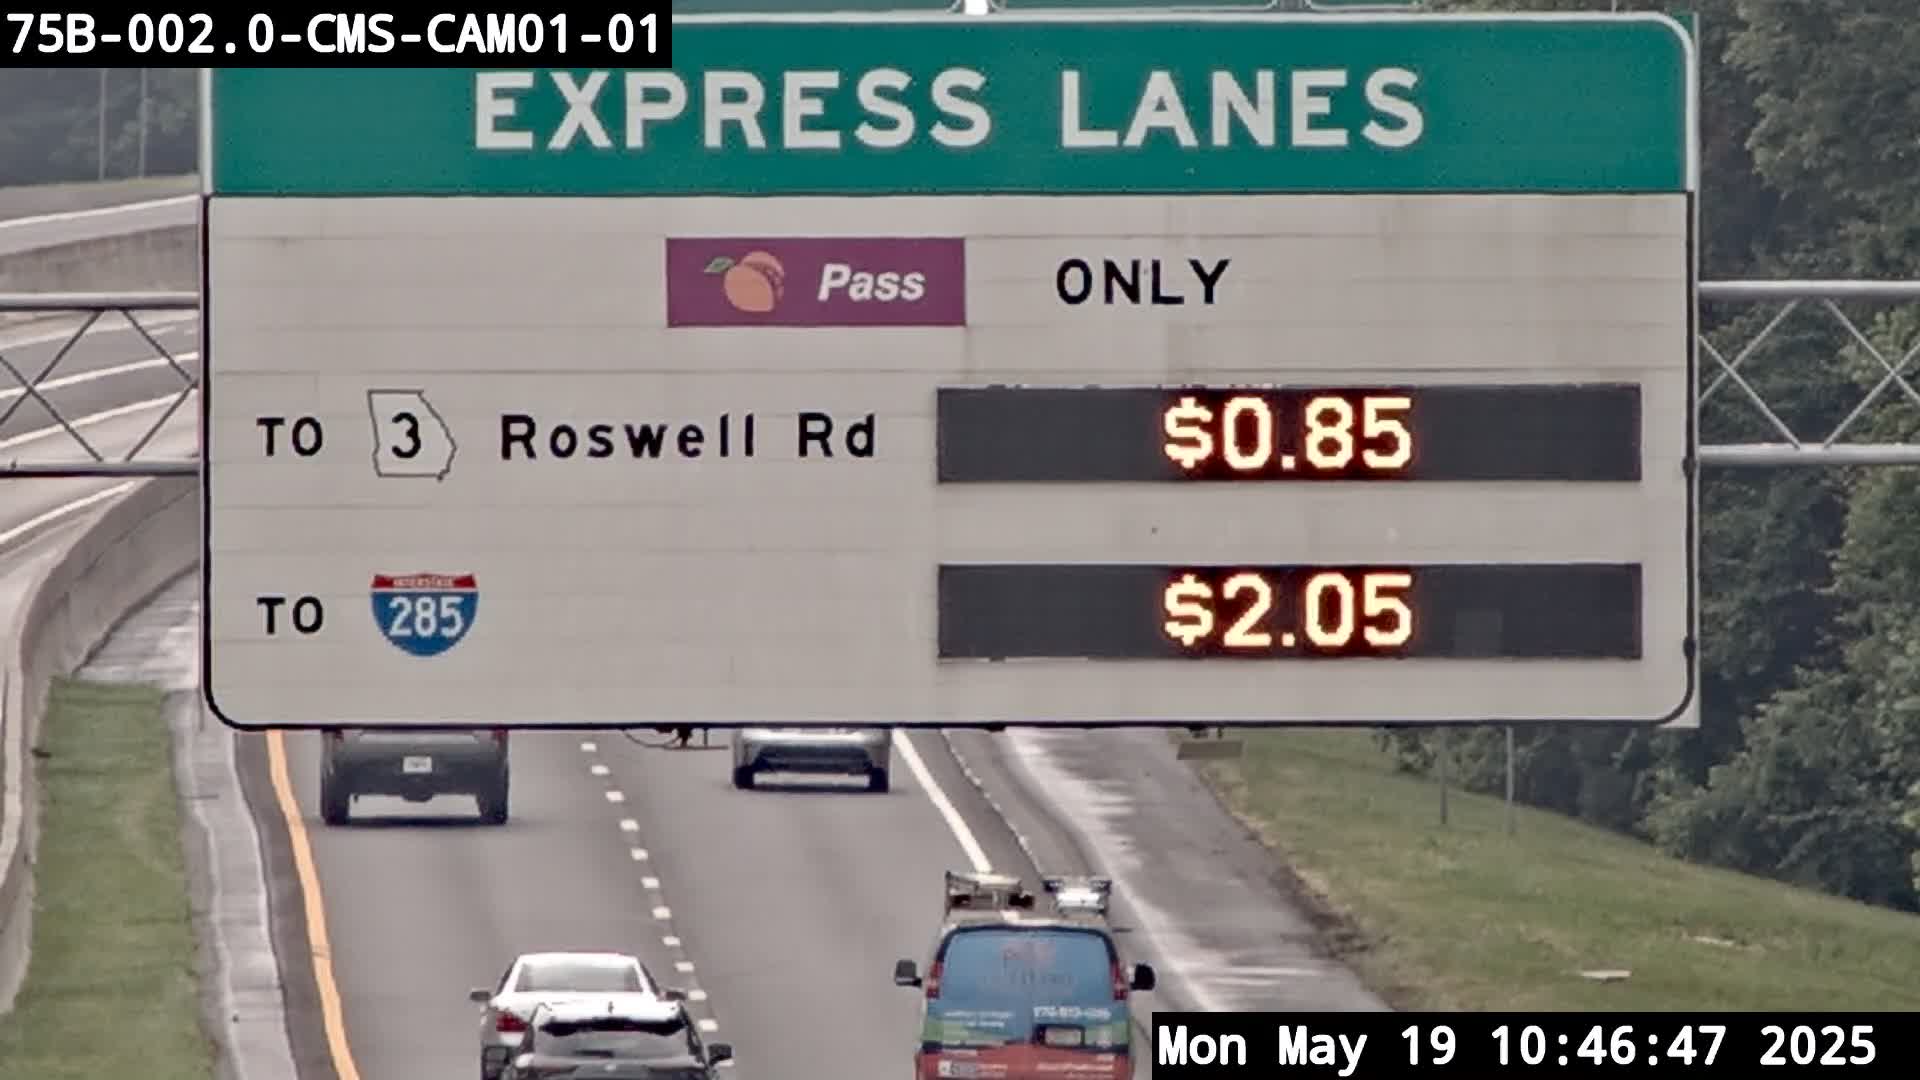 75B-002.0-CMS-CAM01-01
EXPRESS LANES
Pass ONLY
TO 3 Roswell Rd $0.85
TO INTERSTATE 285 $2.05
Mon May 19 10:46:47 2025